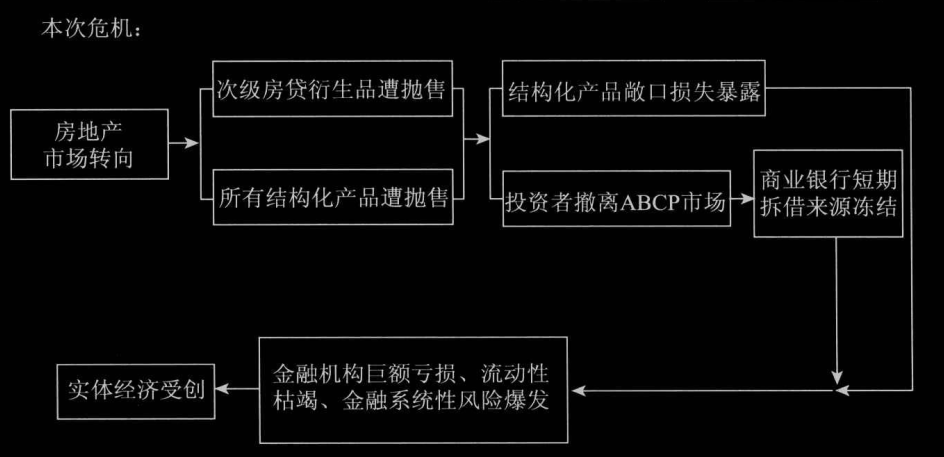 本次危机：
房地产
市场转向
次级房贷衍生品遭抛售
所有结构化产品遭抛售
结构化产品敞口损失暴露
投资者撤离ABCP市场
商业银行短期
拆借来源冻结
金融机构巨额亏损、流动性
枯竭、金融系统性风险爆发
实体经济受创